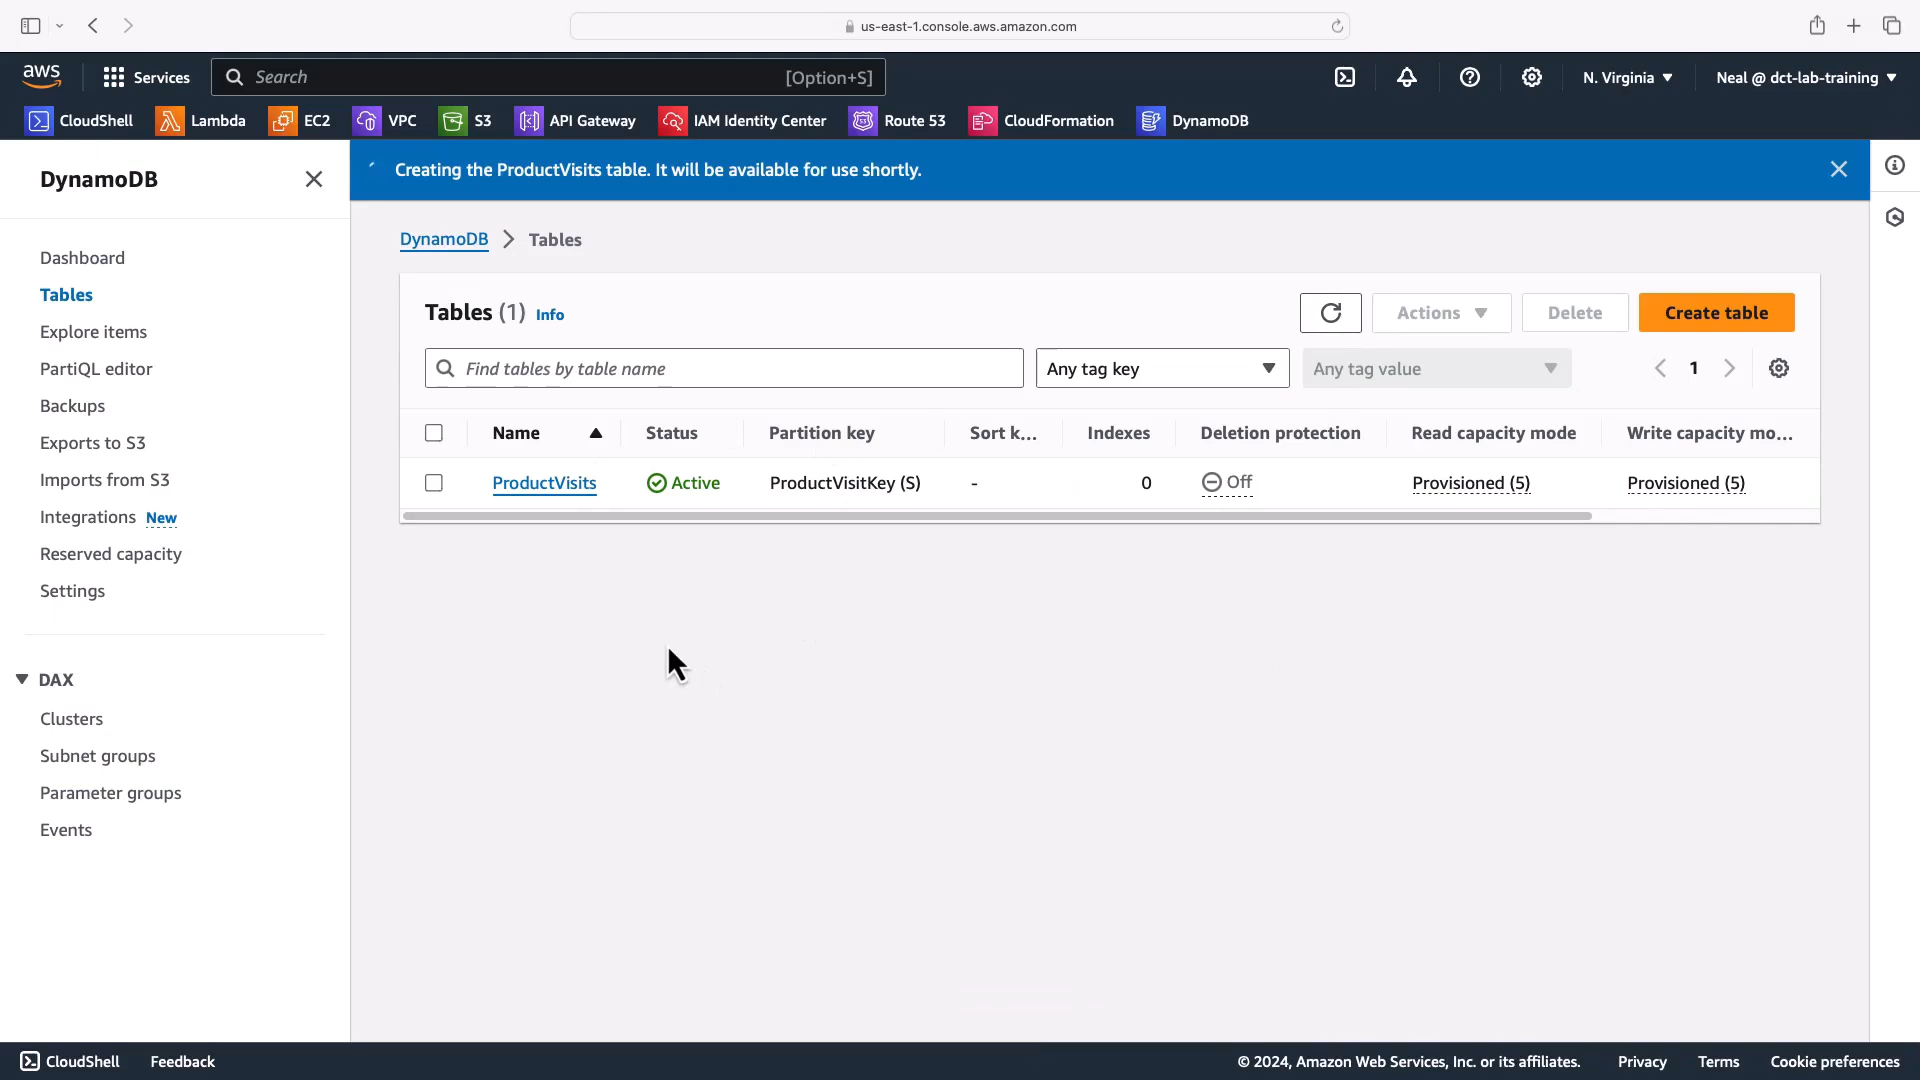 us-east-1.console.aws.amazon.com
aws Services Search [Option+S] N. Virginia Neal @ dct-lab-training
CloudShell Lambda EC2 VPC S3 API Gateway IAM Identity Center Route 53 CloudFormation DynamoDB
DynamoDB
Dashboard
Tables
Explore items
PartiQL editor
Backups
Exports to S3
Imports from S3
Integrations New
Reserved capacity
Settings
DAX
Clusters
Subnet groups
Parameter groups
Events
Creating the ProductVisits table. It will be available for use shortly.
DynamoDB Tables
Tables (1) Info Actions Delete Create table
Find tables by table name Any tag key Any tag value 1
Name Status Partition key Sort k... Indexes Deletion protection Read capacity mode Write capacity mo...
ProductVisits Active ProductVisitKey (S) - 0 Off Provisioned (5) Provisioned (5)
CloudShell Feedback © 2024, Amazon Web Services, Inc. or its affiliates. Privacy Terms Cookie preferences